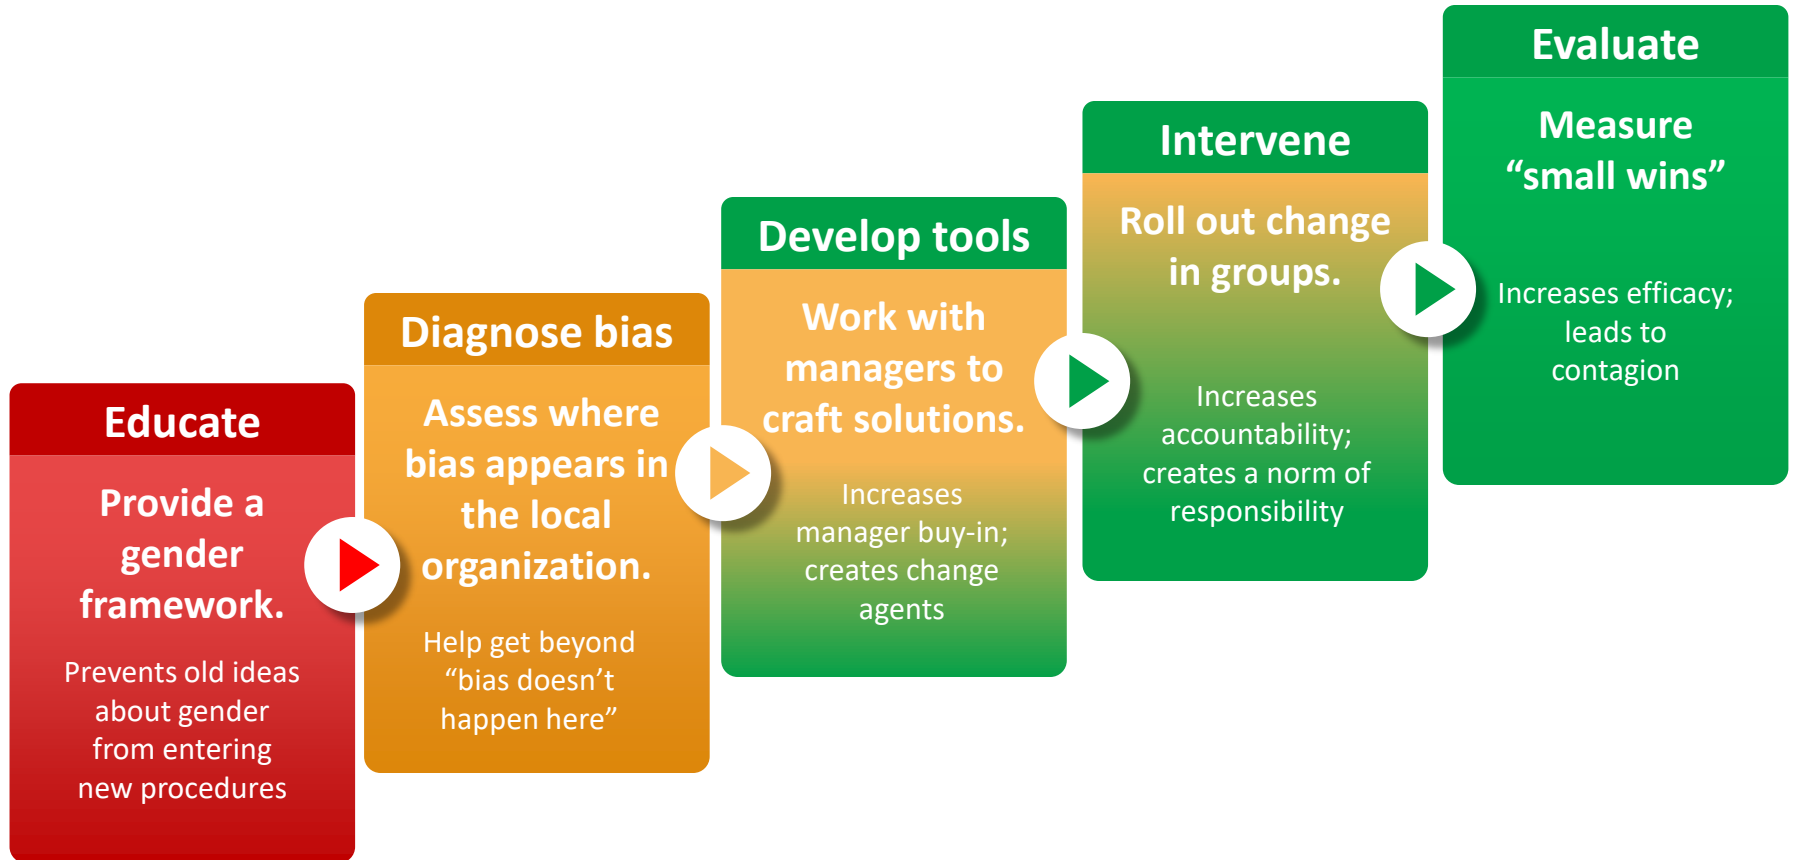 Educate
Provide a
gender
framework.
Prevents old ideas
about gender
from entering
new procedures
Diagnose bias
Assess where
bias appears in
the local
organization.
Help get beyond
“bias doesn’t
happen here”
Develop tools
Work with
managers to
craft solutions.
Increases
manager buy-in;
creates change
agents
Intervene
Roll out change
in groups.
Increases
accountability;
creates a norm of
responsibility
Evaluate
Measure
“small wins”
Increases efficacy;
leads to
contagion